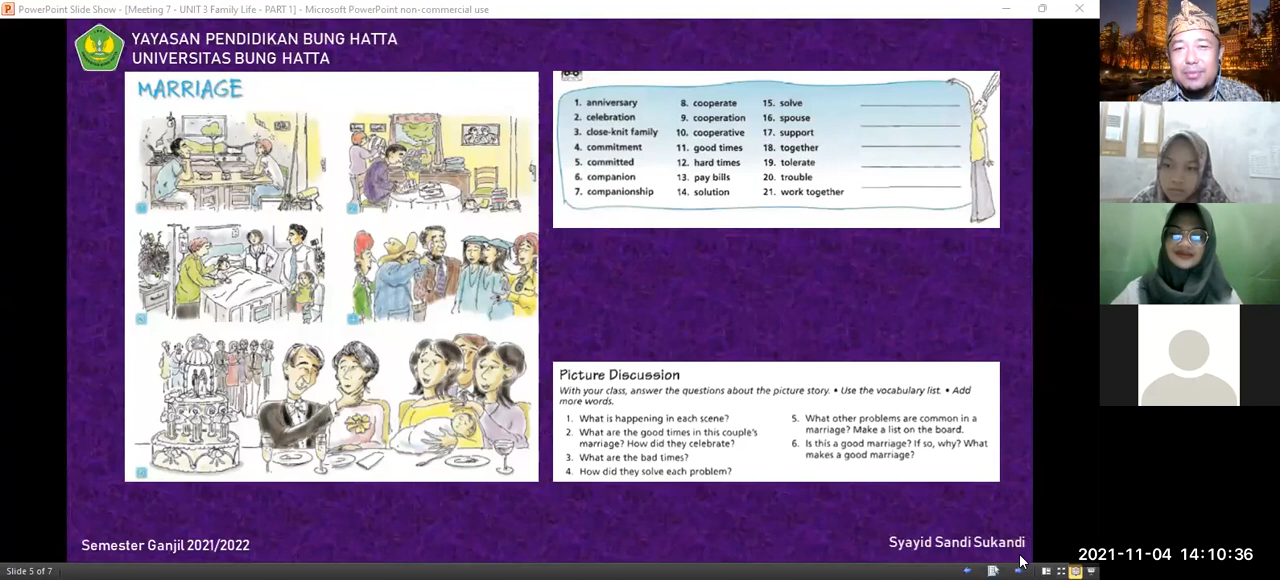 PowerPoint Slide Show - [Meeting 7 - UNIT 3 Family Life - PART 1] - Microsoft PowerPoint non-commercial use
YAYASAN PENDIDIKAN BUNG HATTA
UNIVERSITAS BUNG HATTA
MARRIAGE
1. anniversary
2. celebration
3. close-knit family
4. commitment
5. committed
6. companion
7. companionship
8. cooperate
9. cooperation
10. cooperative
11. good times
12. hard times
13. pay bills
14. solution
15. solve
16. spouse
17. support
18. together
19. tolerate
20. trouble
21. work together
Picture Discussion
With your class, answer the questions about the picture story. • Use the vocabulary list. • Add
more words.
1. What is happening in each scene?
2. What are the good times in this couple's
marriage? How did they celebrate?
3. What are the bad times?
4. How did they solve each problem?
5. What other problems are common in a
marriage? Make a list on the board.
6. Is this a good marriage? If so, why? What
makes a good marriage?
Semester Ganjil 2021/2022
Syayid Sandi Sukandi
2021-11-04 14:10:36
Slide 5 of 7